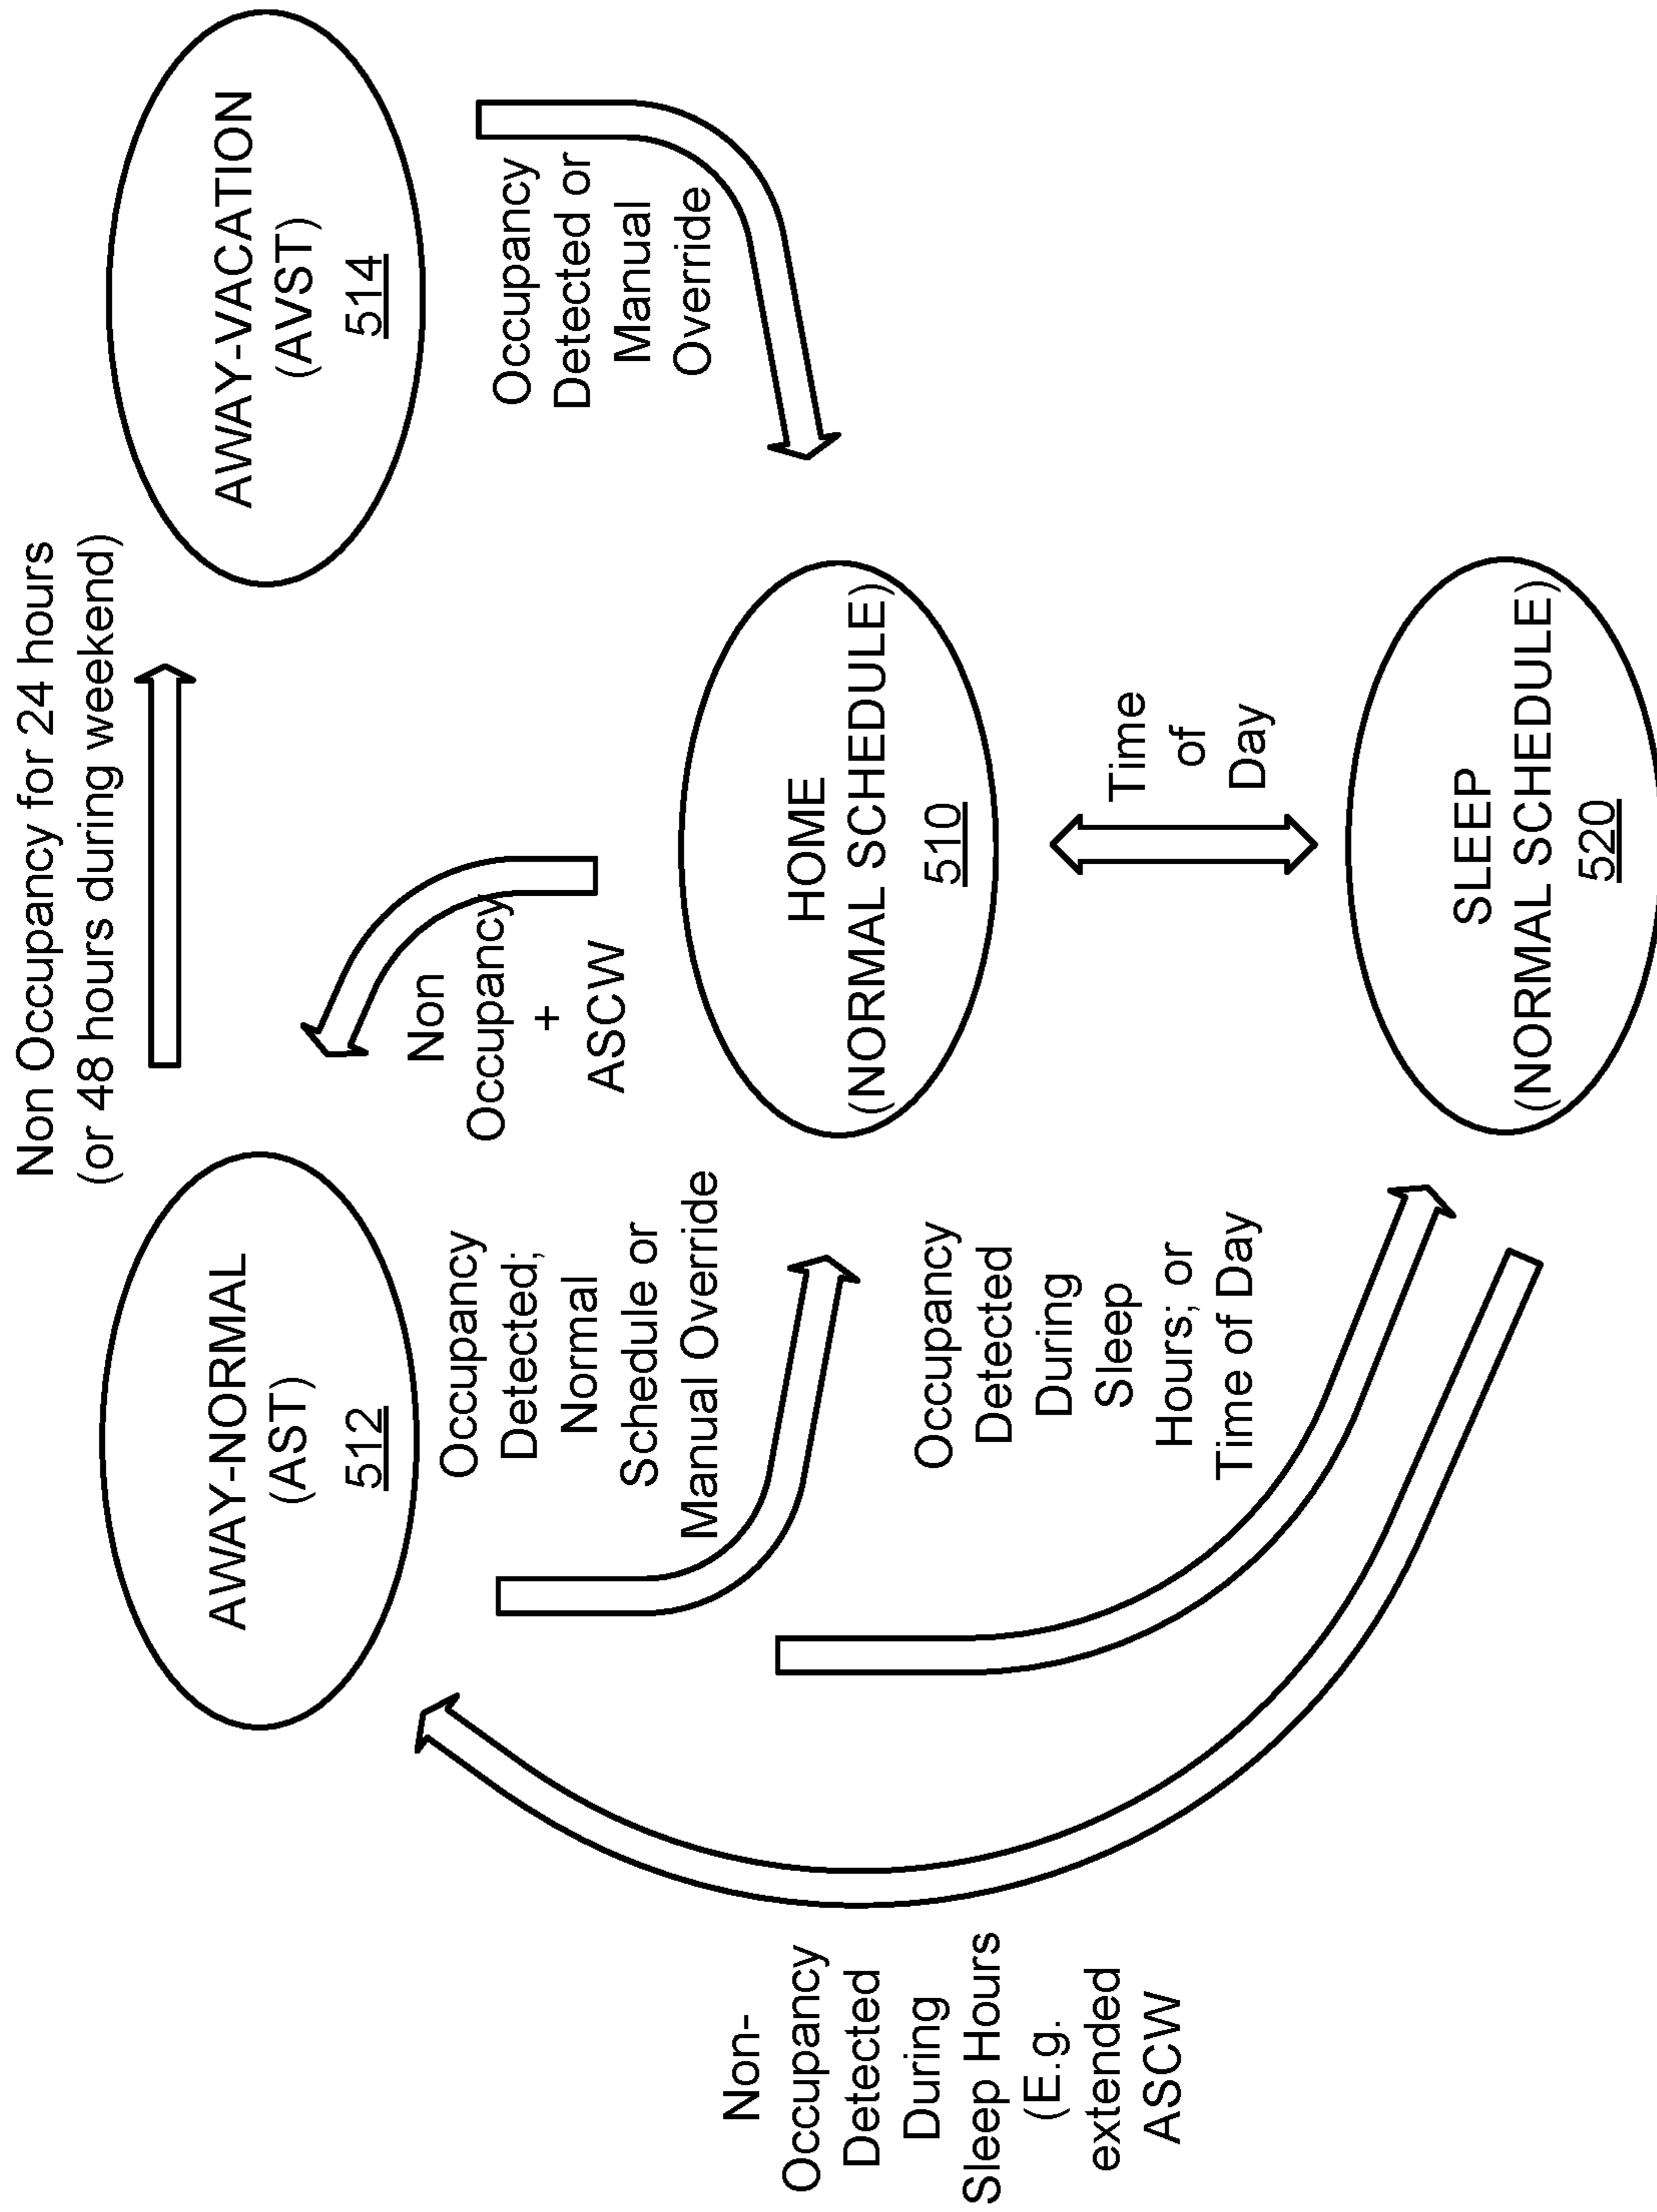 Non Occupancy for 24 hours
(or 48 hours during weekend)
AWAY-NORMAL
(AST)
512
AWAY-VACATION
(AVST)
514
Occupancy
Detected;
Normal
Schedule or
Manual Override
Non
Occupancy
+
ASCW
Occupancy
Detected or
Manual
Override
HOME
(NORMAL SCHEDULE)
510
Non-
Occupancy
Detected
During
Sleep Hours
(E.g.
extended
ASCW
Occupancy
Detected
During
Sleep
Hours; or
Time of Day
Time
of
Day
SLEEP
(NORMAL SCHEDULE)
520